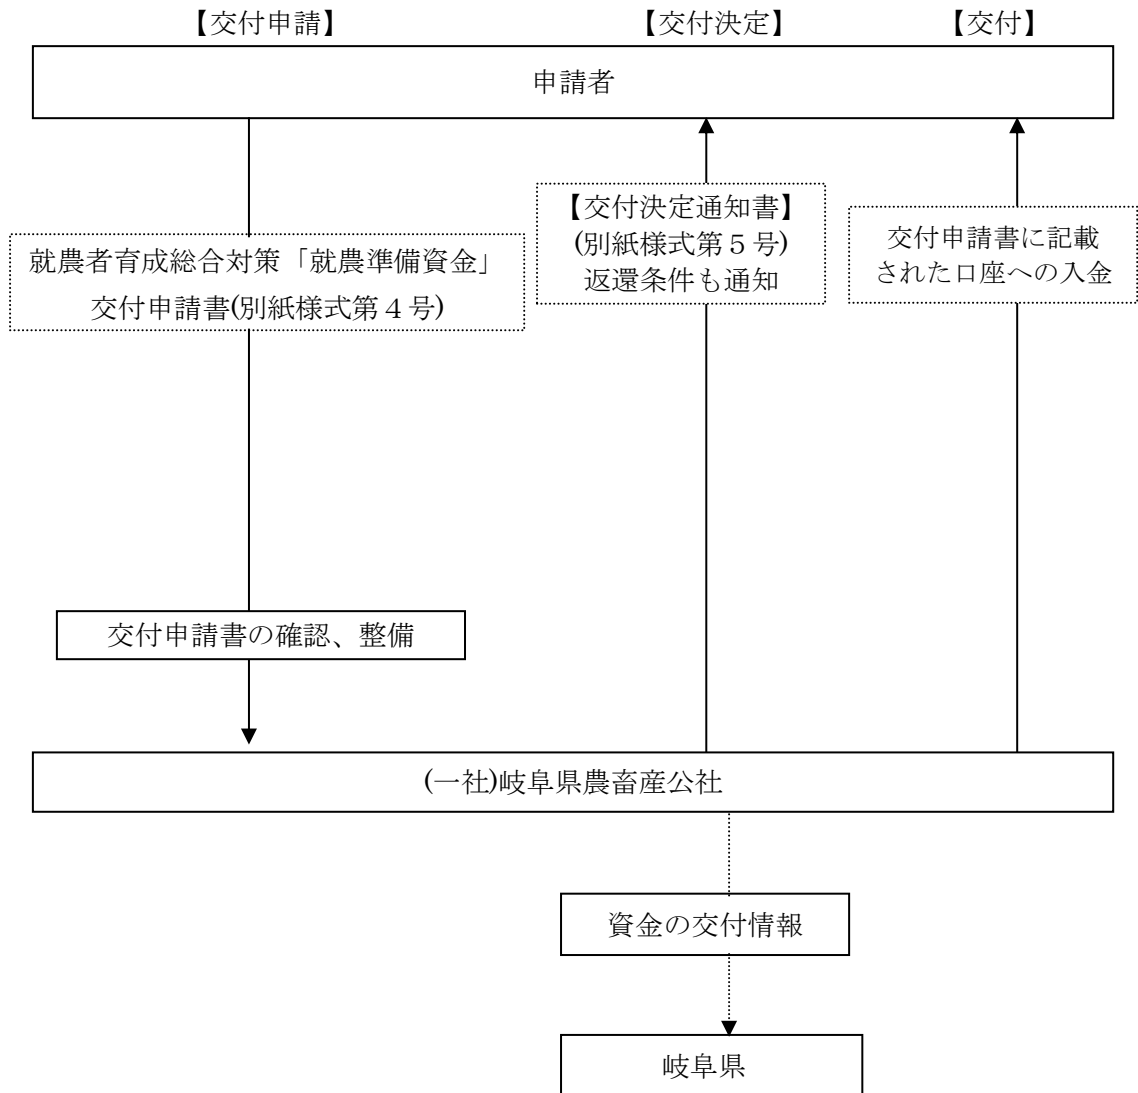 【交付申請】
【交付決定】
【交付】
申請者
就農者育成総合対策「就農準備資金」
交付申請書(別紙様式第４号)
【交付決定通知書】
(別紙様式第５号)
返還条件も通知
交付申請書に記載
された口座への入金
交付申請書の確認、整備
(一社)岐阜県農畜産公社
資金の交付情報
岐阜県